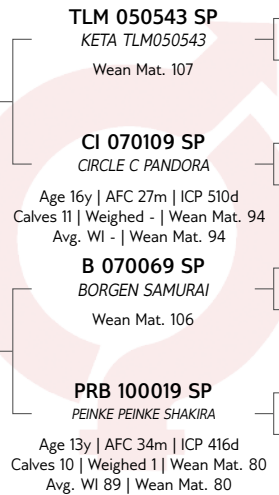 TLM 050543 SP
KETA TLM050543
Wean Mat. 107
CI 070109 SP
CIRCLE C PANDORA
Age 16y | AFC 27m | ICP 510d
Calves 11 | Weighed - | Wean Mat. 94
Avg. WI - | Wean Mat. 94
B 070069 SP
BORGEN SAMURAI
Wean Mat. 106
PRB 100019 SP
PEINKE PEINKE SHAKIRA
Age 13y | AFC 34m | ICP 416d
Calves 10 | Weighed 1 | Wean Mat. 80
Avg. WI 89 | Wean Mat. 80